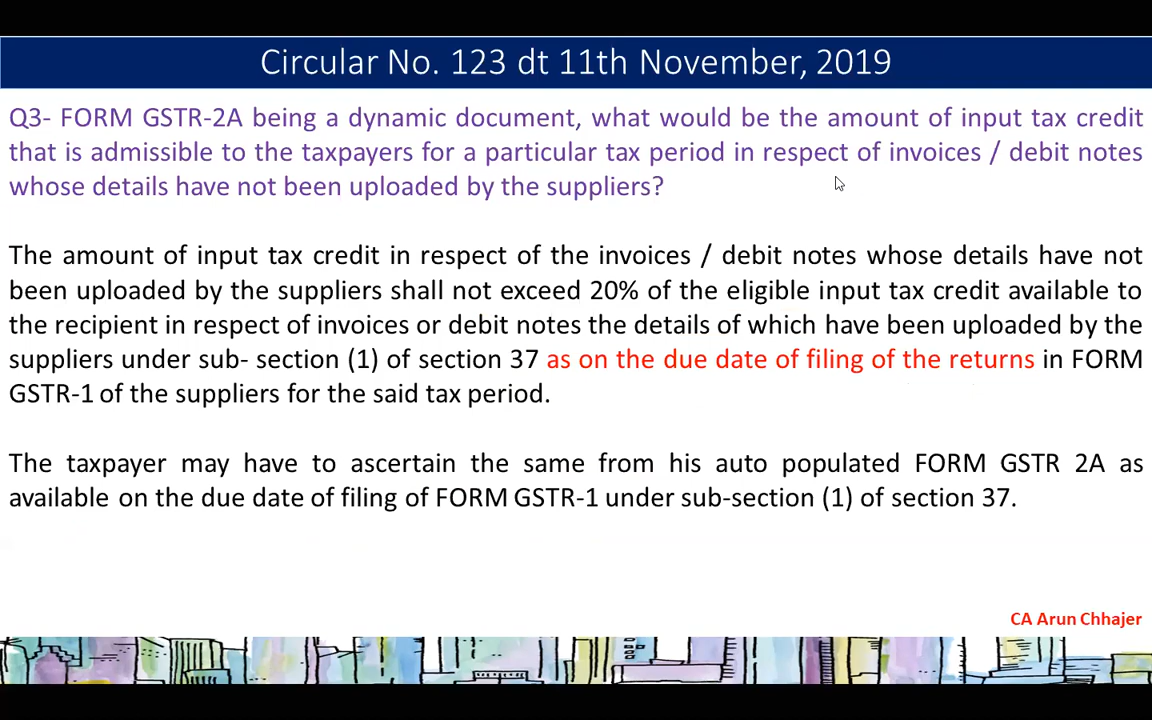 Circular No. 123 dt 11th November, 2019
Q3- FORM GSTR-2A being a dynamic document, what would be the amount of input tax credit
that is admissible to the taxpayers for a particular tax period in respect of invoices / debit notes
whose details have not been uploaded by the suppliers?
The amount of input tax credit in respect of the invoices / debit notes whose details have not
been uploaded by the suppliers shall not exceed 20% of the eligible input tax credit available to
the recipient in respect of invoices or debit notes the details of which have been uploaded by the
suppliers under sub- section (1) of section 37 as on the due date of filing of the returns in FORM
GSTR-1 of the suppliers for the said tax period.
The taxpayer may have to ascertain the same from his auto populated FORM GSTR 2A as
available on the due date of filing of FORM GSTR-1 under sub-section (1) of section 37.
CA Arun Chhajer